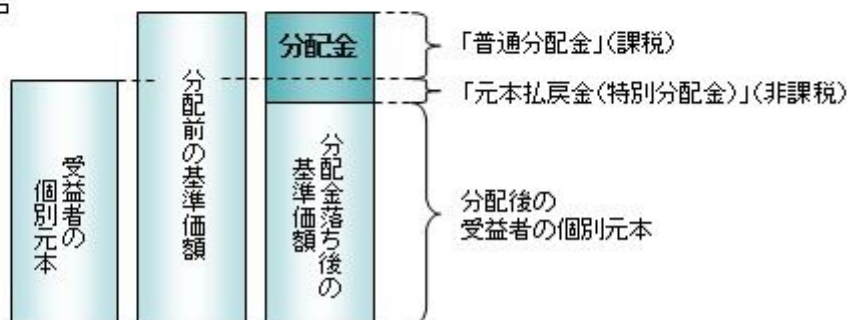 受益者の
個別元本
分配前の基準価額
分配金
分配金落ち後の
基準価額
「普通分配金」(課税)
「元本払戻金(特別分配金)」(非課税)
分配後の
受益者の個別元本